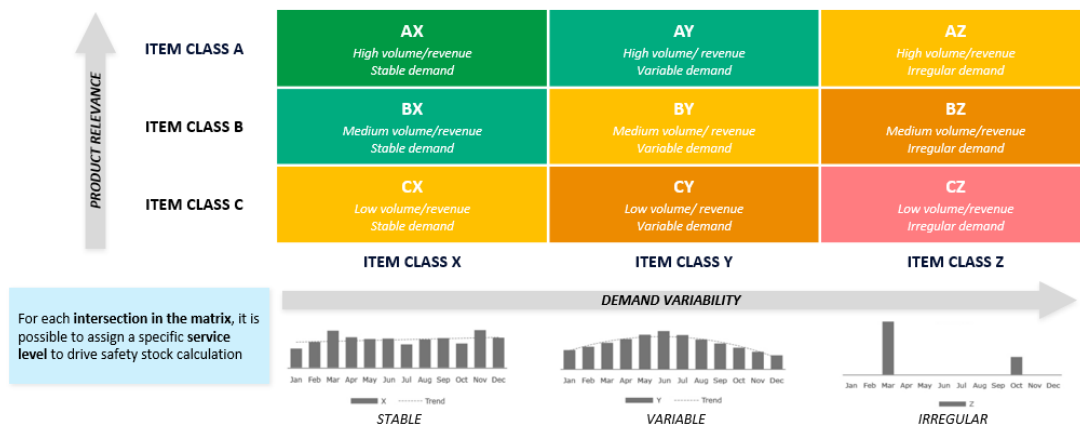 PRODUCT RELEVANCE
ITEM CLASS A
AX
High volume/revenue
Stable demand
AY
High volume/ revenue
Variable demand
AZ
High volume/revenue
Irregular demand
ITEM CLASS B
BX
Medium volume/revenue
Stable demand
BY
Medium volume/ revenue
Variable demand
BZ
Medium volume/revenue
Irregular demand
ITEM CLASS C
CX
Low volume/revenue
Stable demand
CY
Low volume/ revenue
Variable demand
CZ
Low volume/revenue
Irregular demand
ITEM CLASS X
ITEM CLASS Y
ITEM CLASS Z
DEMAND VARIABILITY
For each intersection in the matrix, it is
possible to assign a specific service
level to drive safety stock calculation
Jan Feb Mar Apr May Jun Jul Aug Sep Oct Nov Dec
X Trend
STABLE
Jan Feb Mar Apr May Jun Jul Aug Sep Oct Nov Dec
Y Trend
VARIABLE
Jan Feb Mar Apr May Jun Jul Aug Sep Oct Nov Dec
Z
IRREGULAR